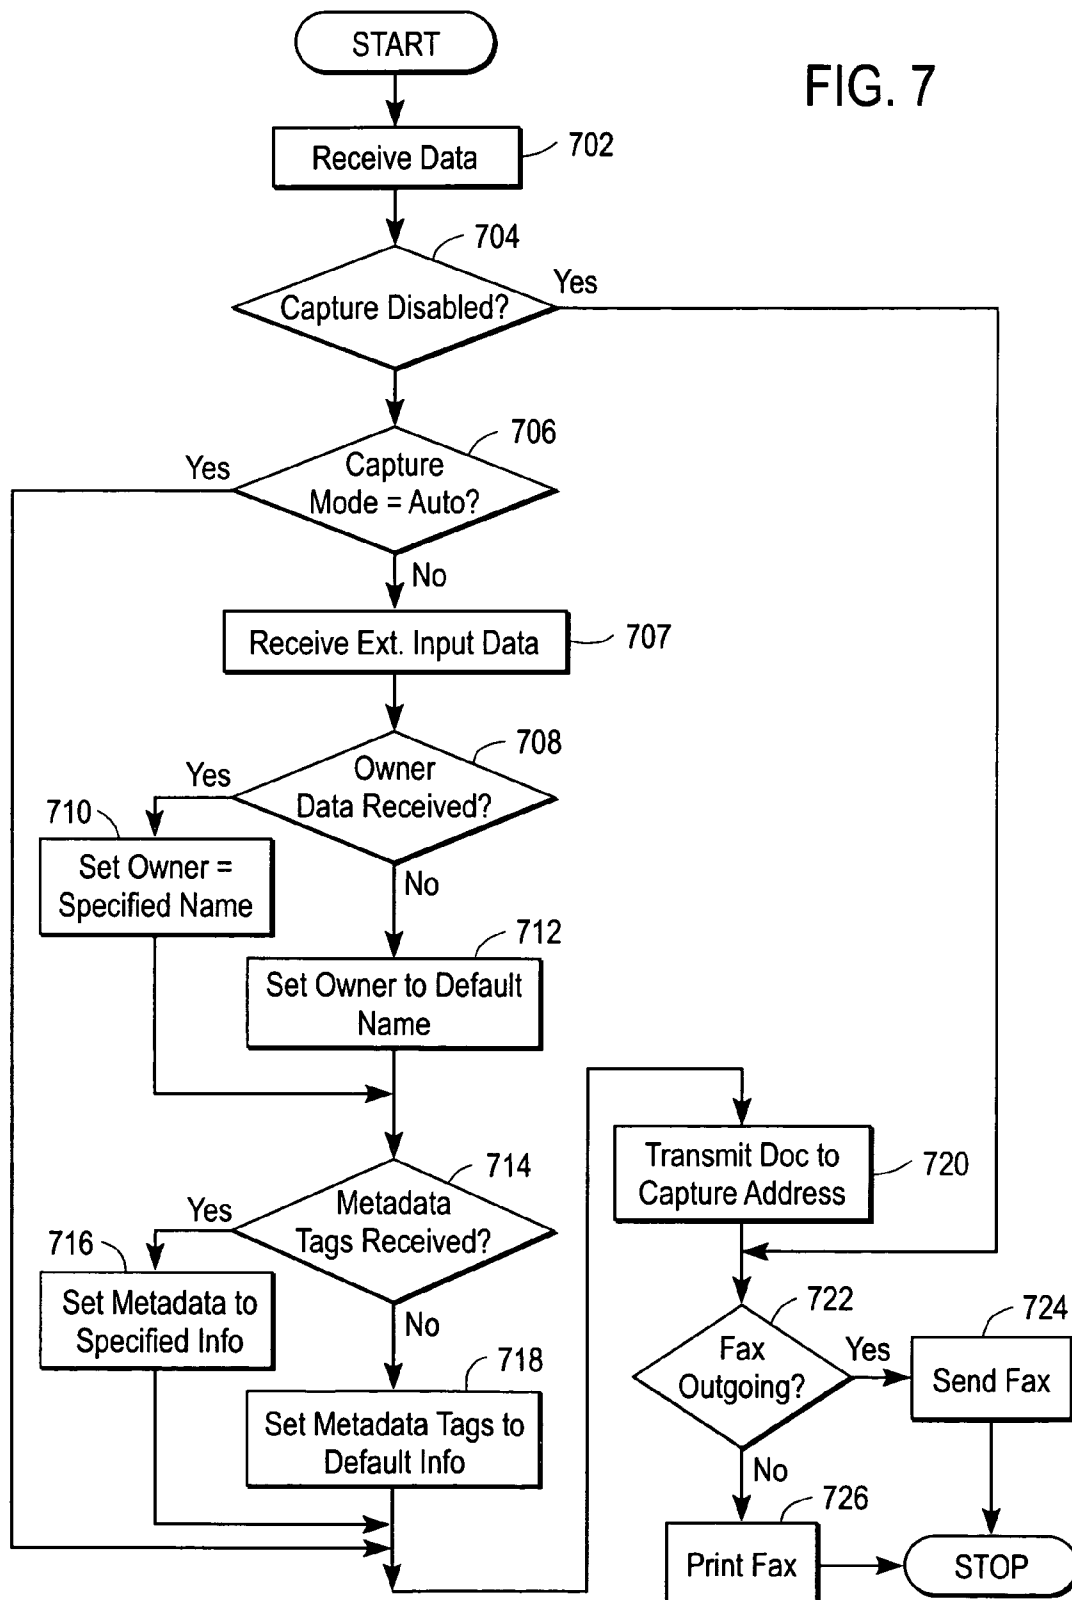 START
FIG. 7
Receive Data
702
704
Capture Disabled?
Yes
706
Yes
Capture
Mode = Auto?
No
Receive Ext. Input Data
707
708
Yes
Owner
Data Received?
710
Set Owner =
Specified Name
No
712
Set Owner to Default
Name
714
Yes
Metadata
Tags Received?
716
Set Metadata to
Specified Info
No
718
Set Metadata Tags to
Default Info
Transmit Doc to
Capture Address
720
722
Fax
Outgoing?
Yes
724
Send Fax
No
726
Print Fax
STOP